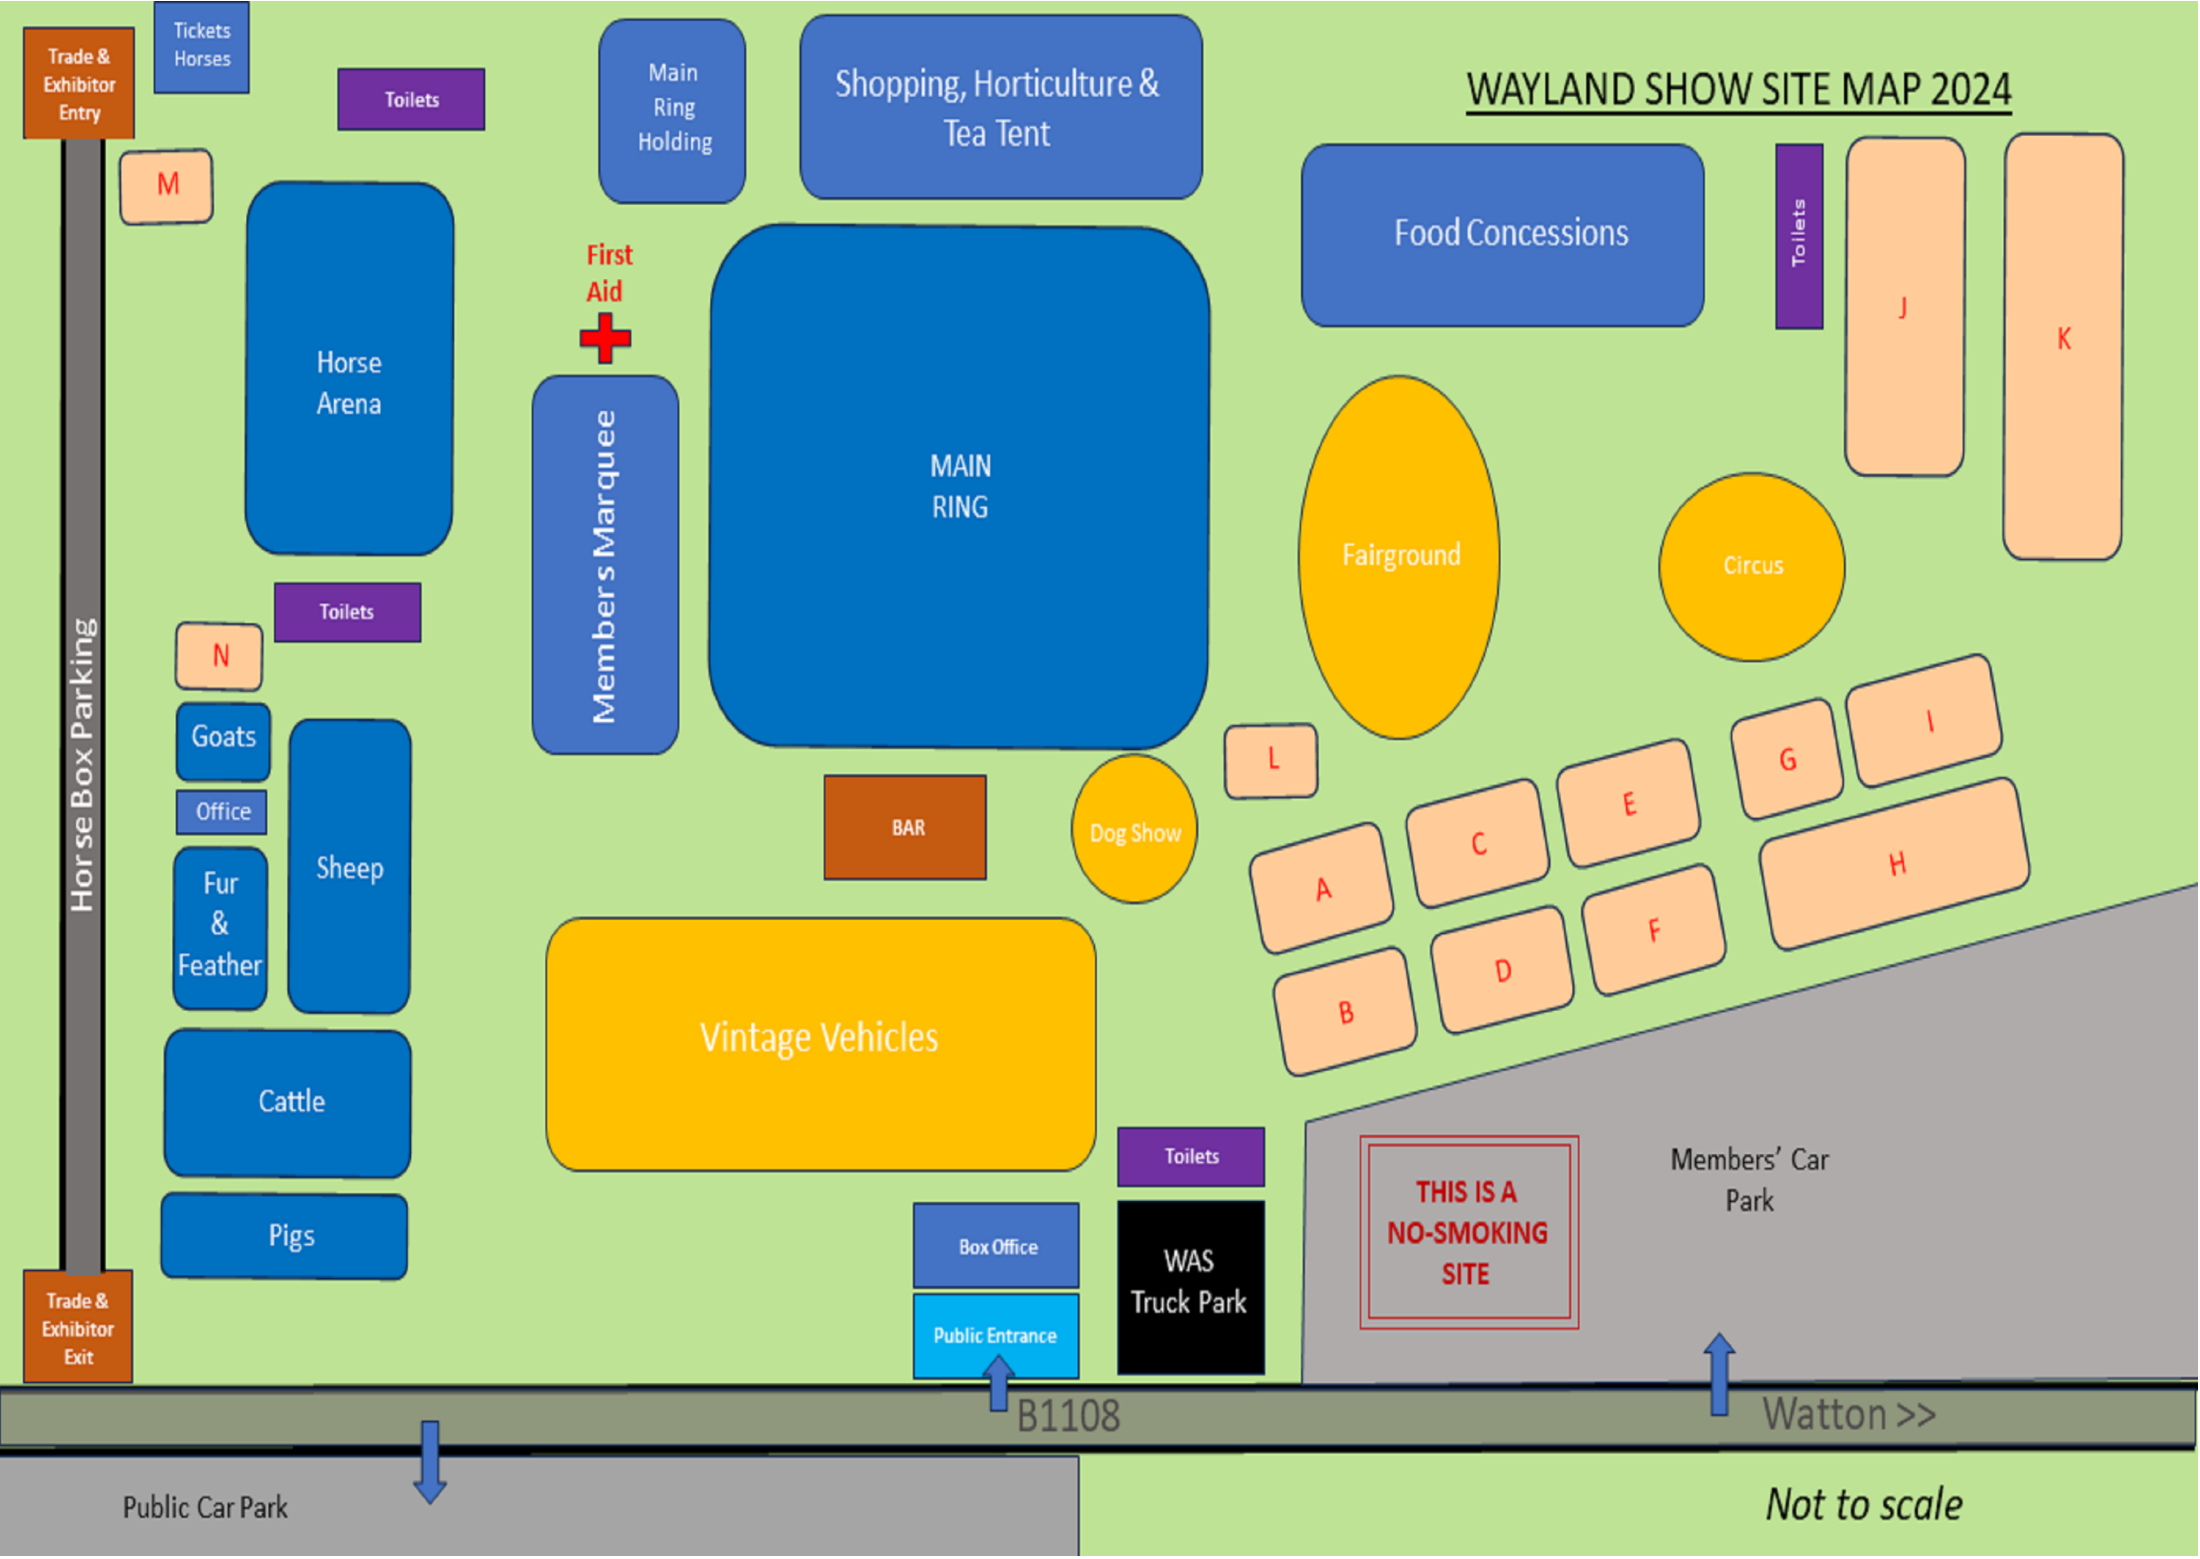 Tickets
Horses
Trade &
Exhibitor
Entry
Toilets
Main
Ring
Holding
Shopping, Horticulture &
Tea Tent
WAYLAND SHOW SITE MAP 2024
M
Food Concessions
Toilets
J
K
First
Aid
Horse
Arena
Members Marquee
MAIN
RING
Fairground
Circus
Toilets
N
Horse Box Parking
Goats
Office
Sheep
Fur
&
Feather
Cattle
Pigs
L
BAR
Dog Show
A
B
C
D
E
F
G
I
H
Vintage Vehicles
Toilets
Box Office
WAS
Truck Park
Public Entrance
THIS IS A
NO-SMOKING
SITE
Members’ Car
Park
Trade &
Exhibitor
Exit
B1108
Watton >>
Public Car Park
Not to scale